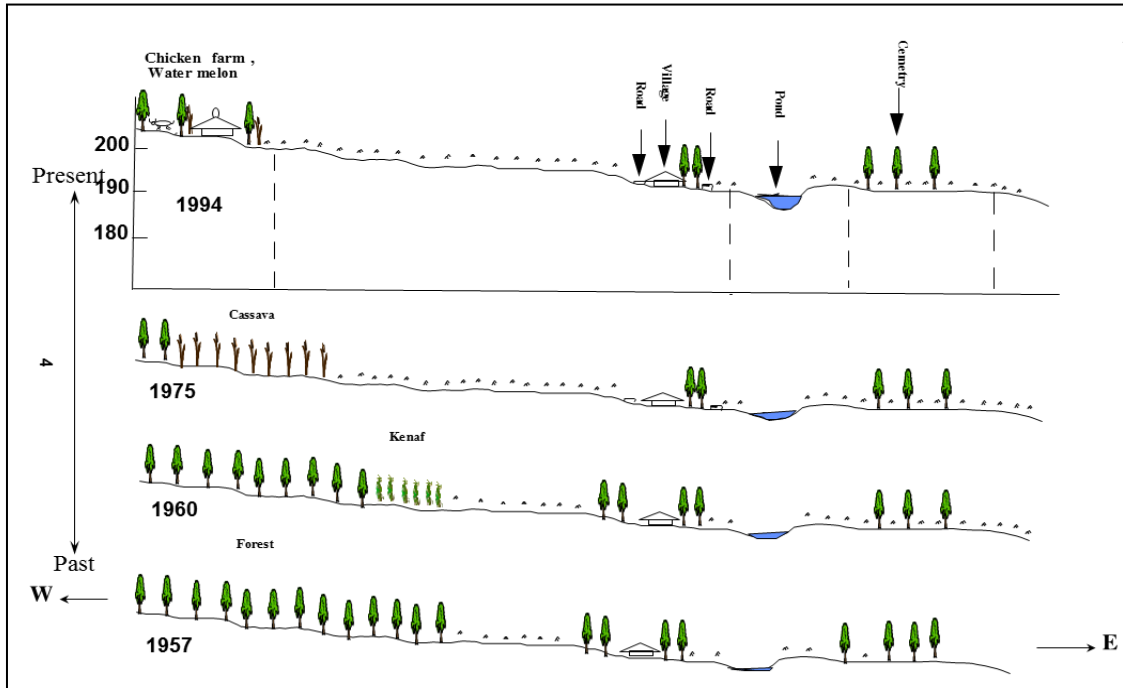 Chicken farm ,
Water melon
Road
Village
Road
Pond
Cemetry
200
Present
190
1994
180
Cassava
4
1975
Kenaf
1960
Forest
Past
W
1957
E